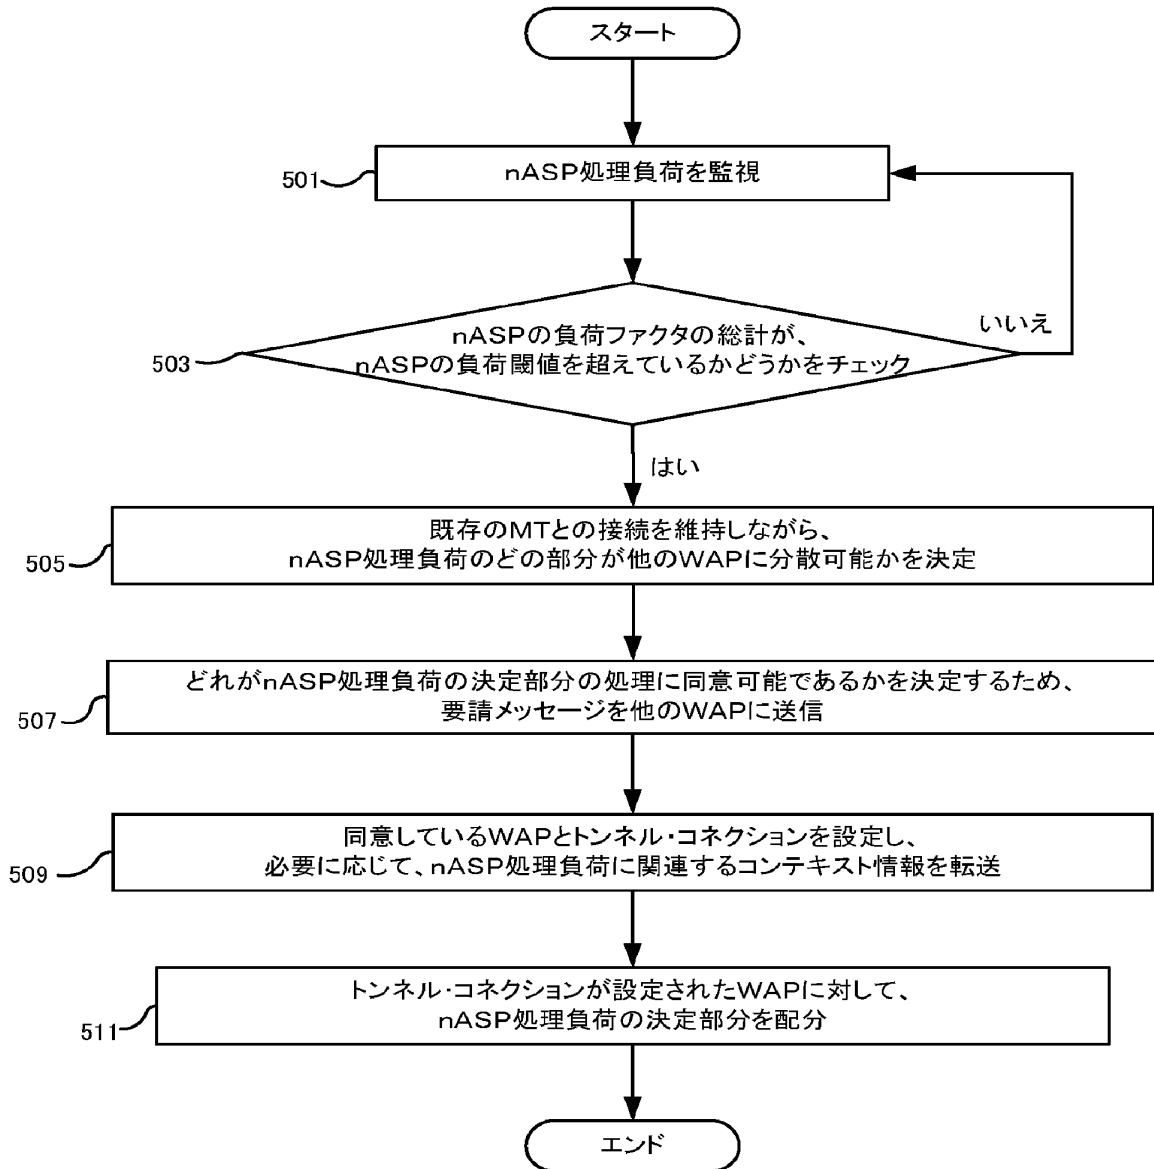 スタート
501
nASP処理負荷を監視
503
nASPの負荷ファクタの総計が、
nASPの負荷閾値を超えているかどうかをチェック
いいえ
はい
505
既存のMTとの接続を維持しながら、
nASP処理負荷のどの部分が他のWAPに分散可能かを決定
507
どれがnASP処理負荷の決定部分の処理に同意可能であるかを決定するため、
要請メッセージを他のWAPに送信
509
同意しているWAPとトンネル・コネクションを設定し、
必要に応じて、nASP処理負荷に関連するコンテキスト情報を転送
511
トンネル・コネクションが設定されたWAPに対して、
nASP処理負荷の決定部分を配分
エンド